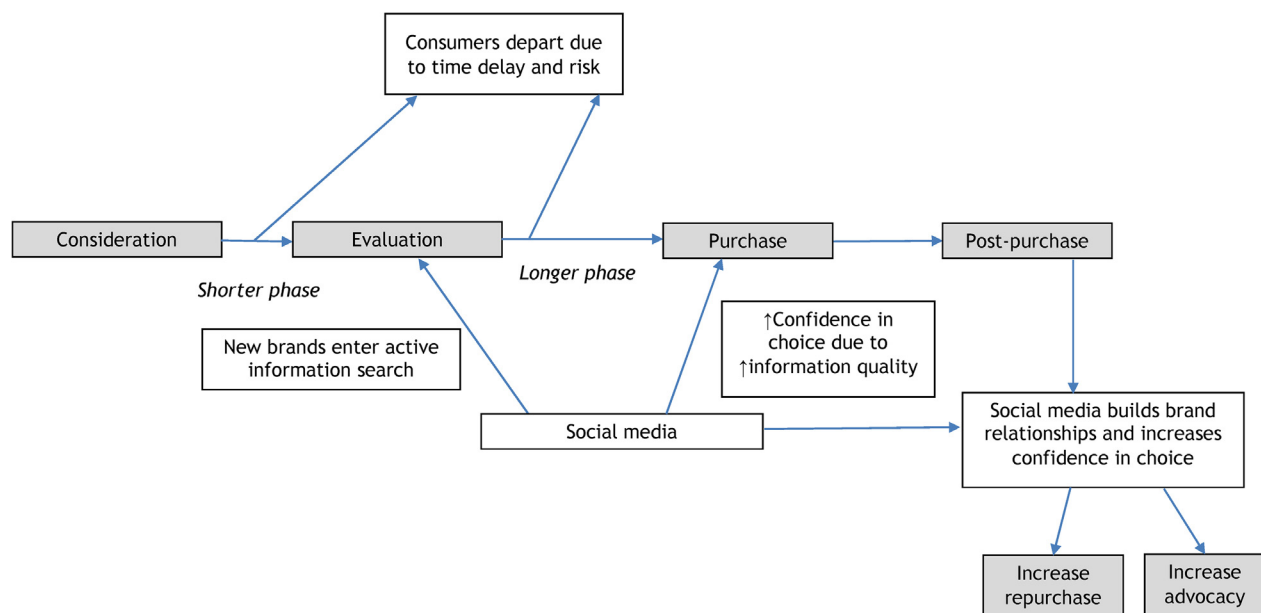 Consumers depart due
to time delay and risk
Consideration
Evaluation
Purchase
Post-purchase
Shorter phase
Longer phase
New brands enter active
information search
↑Confidence in
choice due to
↑information quality
Social media
Social media builds brand
relationships and increases
confidence in choice
Increase
repurchase
Increase
advocacy